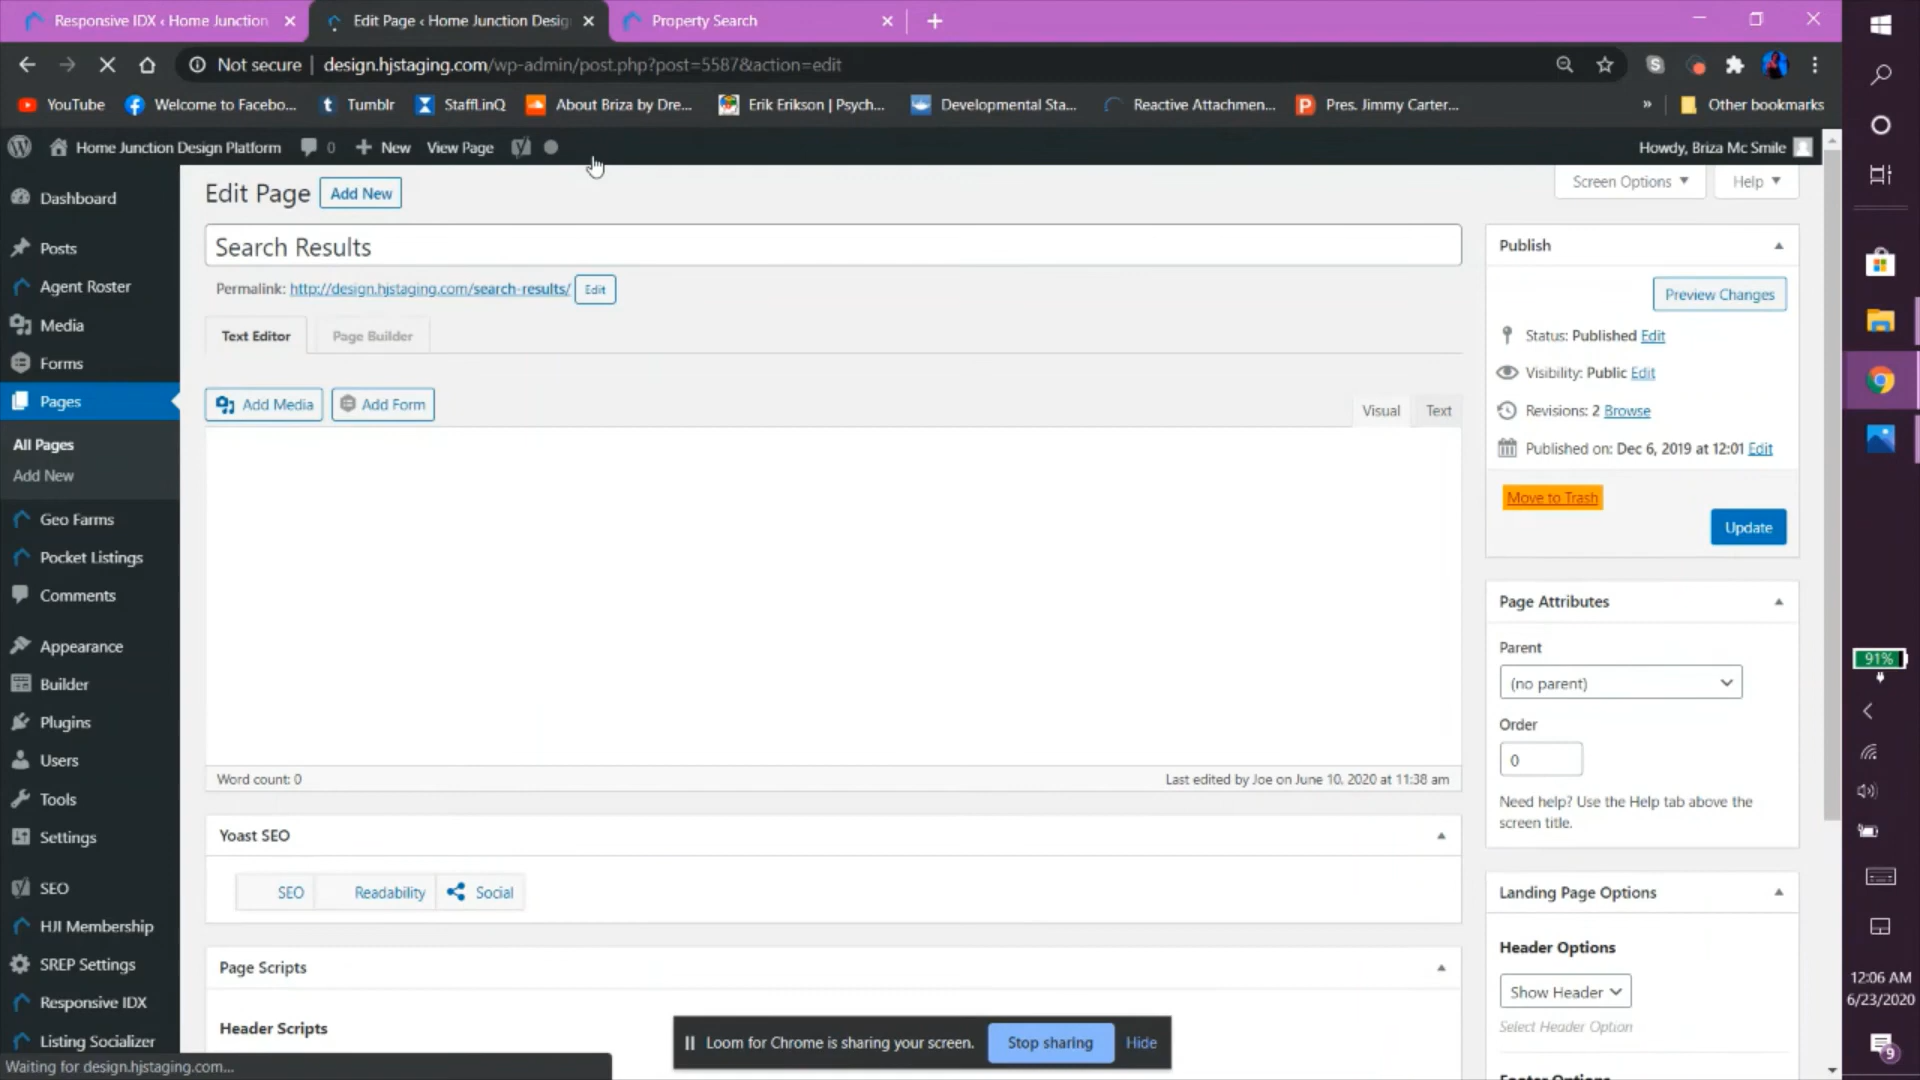 Responsive IDX ‹ Home Junction
Edit Page ‹ Home Junction Desig
Property Search
Not secure | design.hjstaging.com/wp-admin/post.php?post=5587&action=edit
YouTube
Welcome to Facebo...
Tumblr
StaffLinQ
About Briza by Dre...
Erik Erikson | Psych...
Developmental Sta...
Reactive Attachmen...
Pres. Jimmy Carter...
»
Other bookmarks
Home Junction Design Platform
0
New
View Page
Howdy, Briza Mc Smile
Dashboard
Posts
Agent Roster
Media
Forms
Pages
All Pages
Add New
Geo Farms
Pocket Listings
Comments
Appearance
Builder
Plugins
Users
Tools
Settings
SEO
HJI Membership
SREP Settings
Responsive IDX
Listing Socializer
Waiting for design.hjstaging.com...
Edit Page
Add New
Screen Options
Help
Search Results
Permalink: http://design.hjstaging.com/search-results/ Edit
Text Editor
Page Builder
Add Media
Add Form
Visual
Text
Word count: 0
Last edited by Joe on June 10, 2020 at 11:38 am
Yoast SEO
SEO
Readability
Social
Page Scripts
Header Scripts
Publish
Preview Changes
Status: Published Edit
Visibility: Public Edit
Revisions: 2 Browse
Published on: Dec 6, 2019 at 12:01 Edit
Move to Trash
Update
Page Attributes
Parent
(no parent)
Order
0
Need help? Use the Help tab above the
screen title.
Landing Page Options
Header Options
Show Header
Select Header Option
Footer Options
Loom for Chrome is sharing your screen.
Stop sharing
Hide
91%
12:06 AM
6/23/2020
9